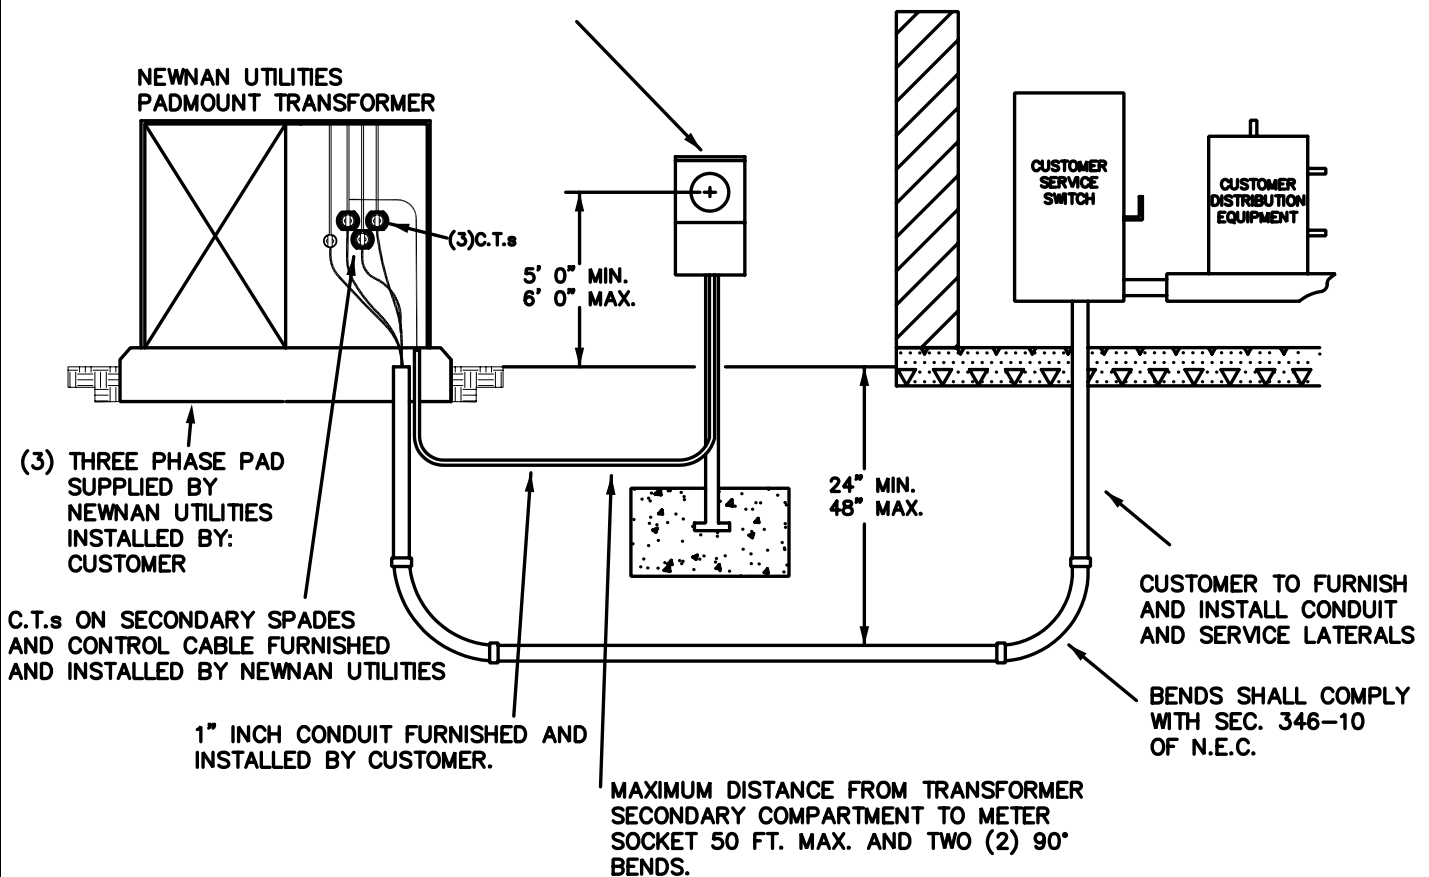 NEWNAN UTILITIES
PADMOUNT TRANSFORMER
(3)C.T.s
5' 0" MIN.
6' 0" MAX.
CUSTOMER
SERVICE
SWITCH
CUSTOMER
DISTRIBUTION
EQUIPMENT
(3) THREE PHASE PAD
SUPPLIED BY
NEWNAN UTILITIES
INSTALLED BY:
CUSTOMER
24" MIN.
48" MAX.
C.T.s ON SECONDARY SPADES
AND CONTROL CABLE FURNISHED
AND INSTALLED BY NEWNAN UTILITIES
CUSTOMER TO FURNISH
AND INSTALL CONDUIT
AND SERVICE LATERALS
BENDS SHALL COMPLY
WITH SEC. 346-10
OF N.E.C.
1" INCH CONDUIT FURNISHED AND
INSTALLED BY CUSTOMER.
MAXIMUM DISTANCE FROM TRANSFORMER
SECONDARY COMPARTMENT TO METER
SOCKET 50 FT. MAX. AND TWO (2) 90°
BENDS.